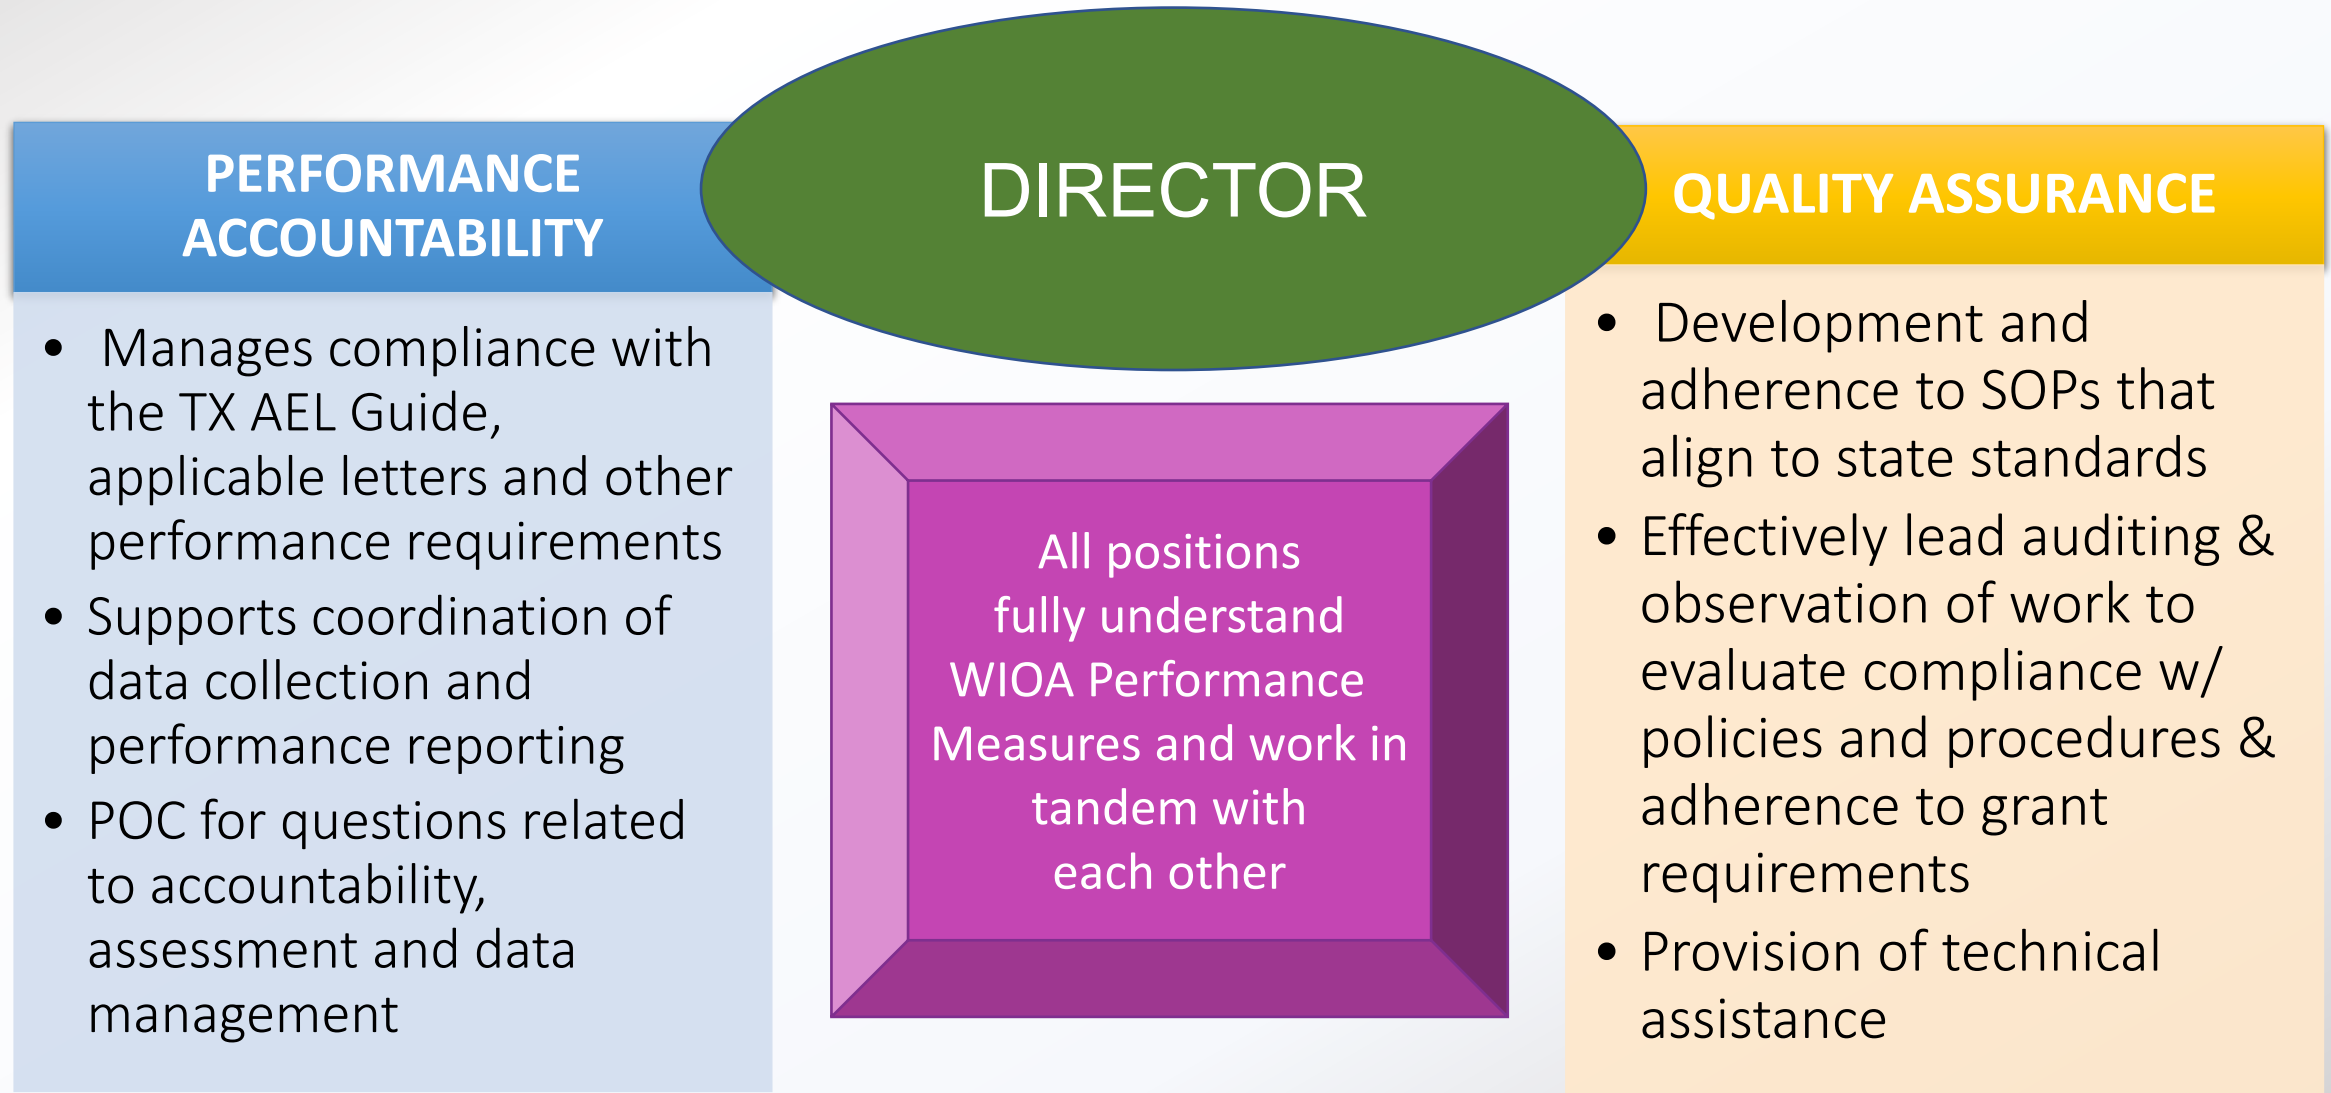 PERFORMANCE
ACCOUNTABILITY
• Manages compliance with
the TX AEL Guide,
applicable letters and other
performance requirements
• Supports coordination of
data collection and
performance reporting
• POC for questions related
to accountability,
assessment and data
management
DIRECTOR
All positions
fully understand
WIOA Performance
Measures and work in
tandem with
each other
QUALITY ASSURANCE
• Development and
adherence to SOPs that
align to state standards
• Effectively lead auditing &
observation of work to
evaluate compliance w/
policies and procedures &
adherence to grant
requirements
• Provision of technical
assistance